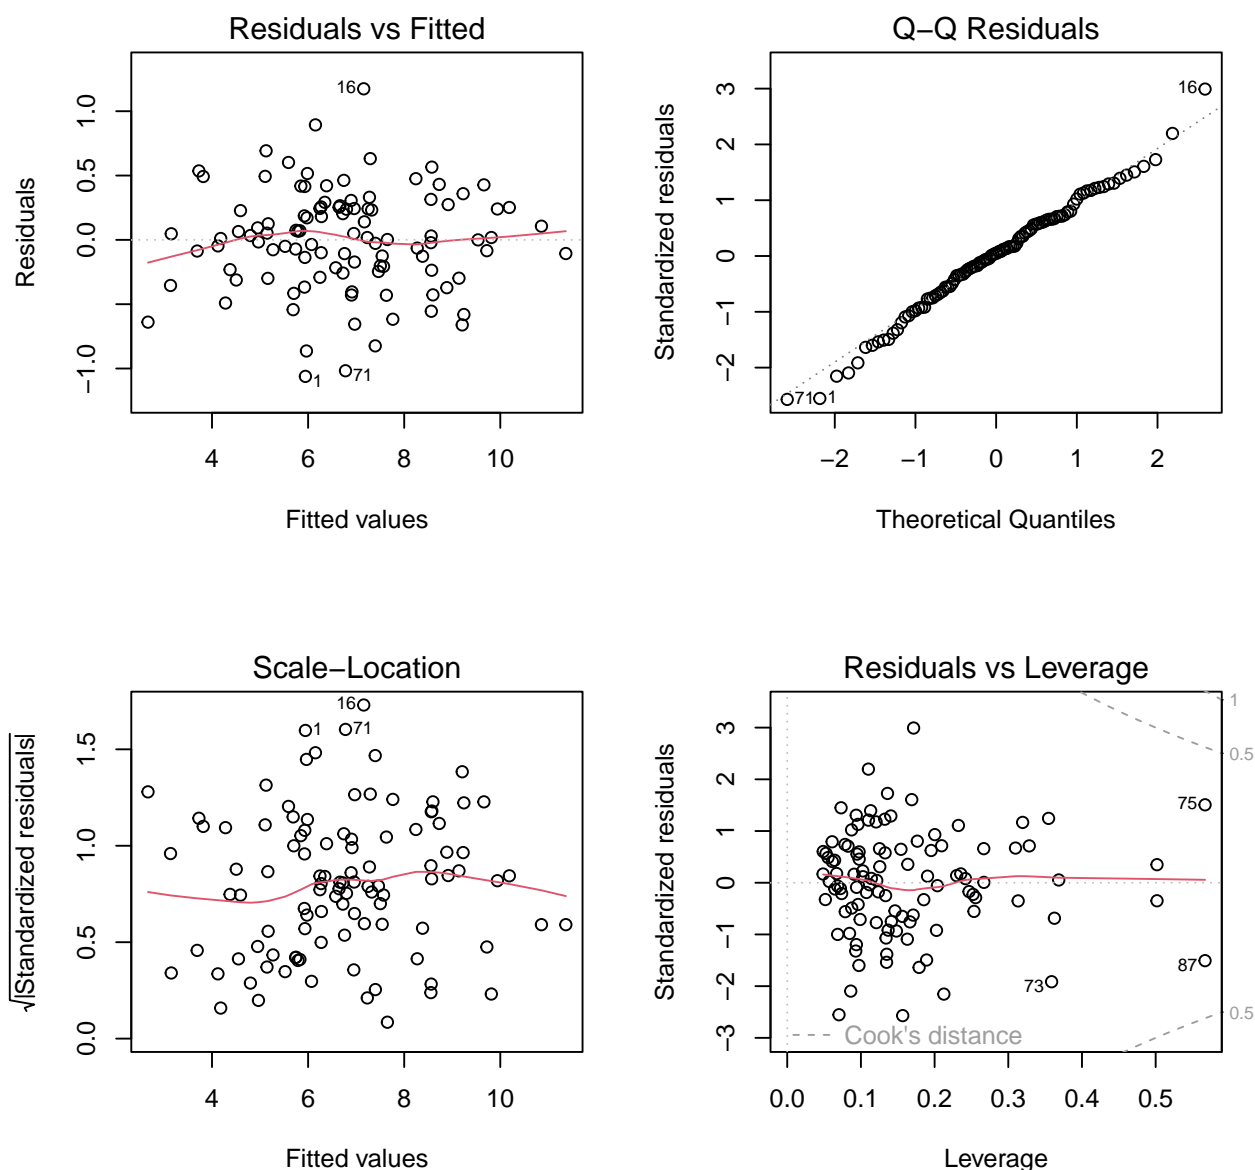 Residuals vs Fitted
Residuals
1.0
0.5
0.0
−1.0
16
1
71
4 6 8 10
Fitted values
Q−Q Residuals
Standardized residuals
3
2
1
0
−1
−2
16
71
1
−2 −1 0 1 2
Theoretical Quantiles
Scale−Location
√|Standardized residuals|
1.5
1.0
0.5
0.0
16
1
71
4 6 8 10
Fitted values
Residuals vs Leverage
Standardized residuals
3
2
1
0
−1
−2
−3
1
0.5
75
87
73
0.5
Cook's distance
0.0 0.1 0.2 0.3 0.4 0.5
Leverage